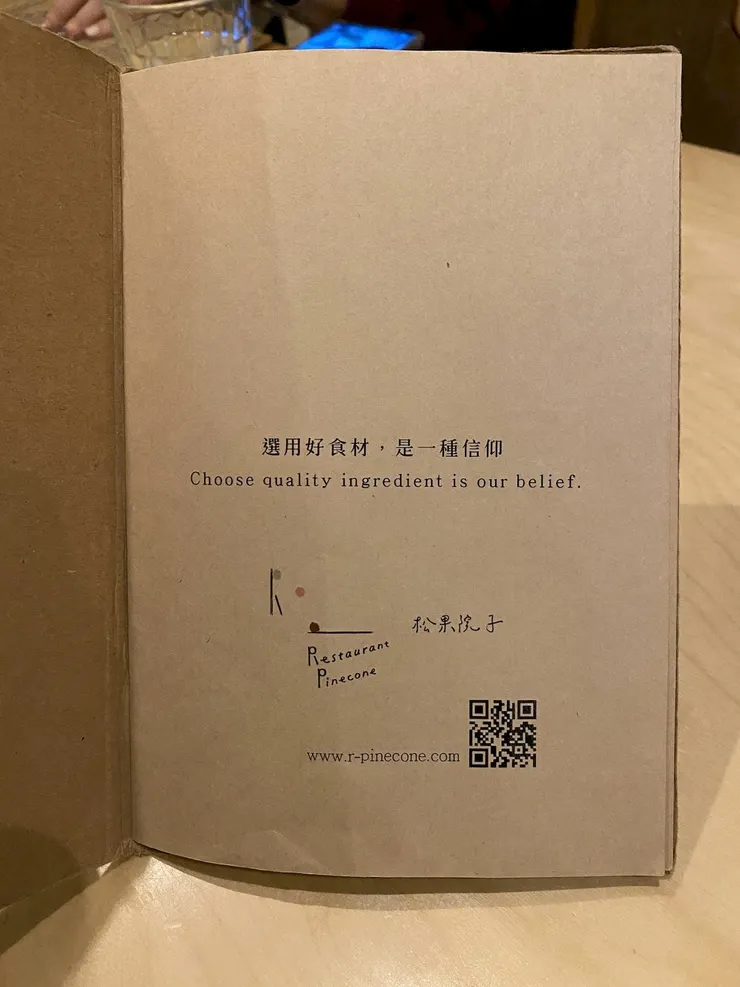 選用好食材，是一種信仰
Choose quality ingredient is our belief.
R
松果院子
Restaurant
Pinecone
www.r-pinecone.com